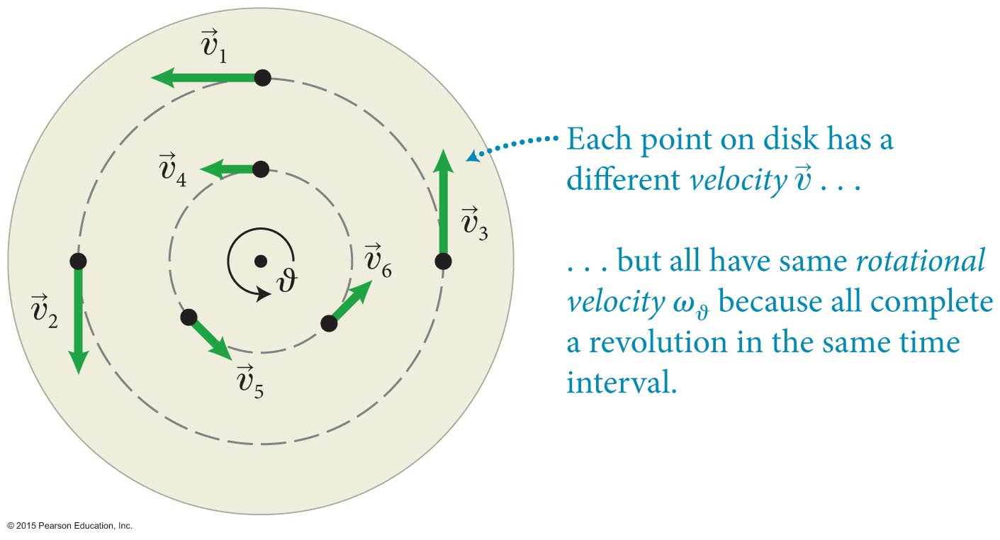 v⃗₁
v⃗₄
v⃗₃
v⃗₆
ϑ
v⃗₂
v⃗₅
Each point on disk has a
different velocity v⃗ . . .
. . . but all have same rotational
velocity ω_ϑ because all complete
a revolution in the same time
interval.
© 2015 Pearson Education, Inc.